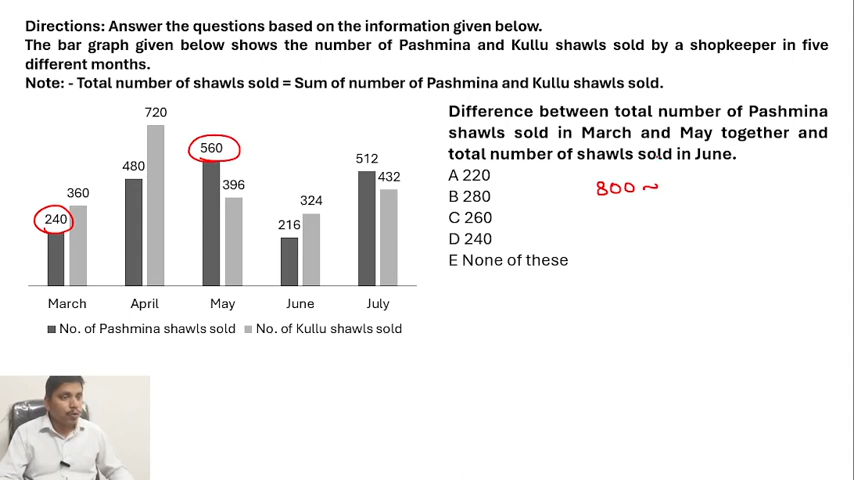 Directions: Answer the questions based on the information given below.
The bar graph given below shows the number of Pashmina and Kullu shawls sold by a shopkeeper in five
different months.
Note: - Total number of shawls sold = Sum of number of Pashmina and Kullu shawls sold.
240
360
480
720
560
396
216
324
512
432
March April May June July
No. of Pashmina shawls sold No. of Kullu shawls sold
Difference between total number of Pashmina
shawls sold in March and May together and
total number of shawls sold in June.
A 220
B 280
C 260
D 240
E None of these
800 ~